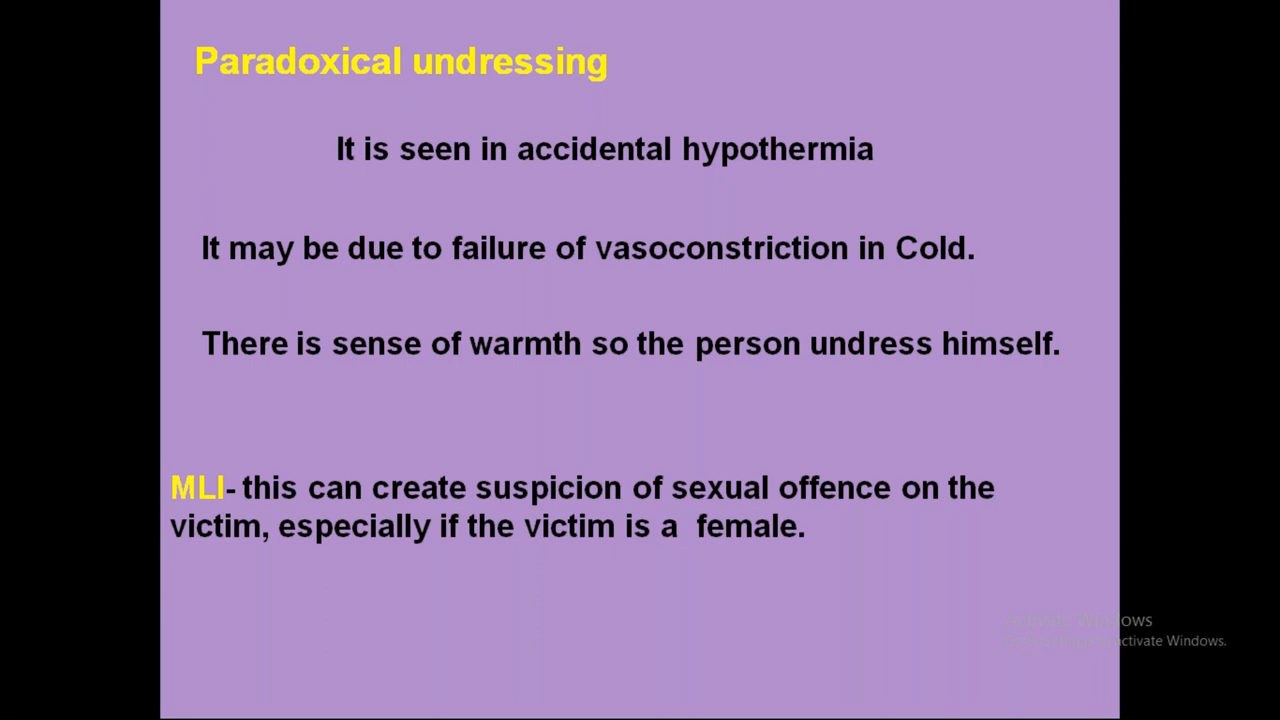 Paradoxical undressing
It is seen in accidental hypothermia
It may be due to failure of vasoconstriction in Cold.
There is sense of warmth so the person undress himself.
MLI- this can create suspicion of sexual offence on the
victim, especially if the victim is a female.
activate Windows.